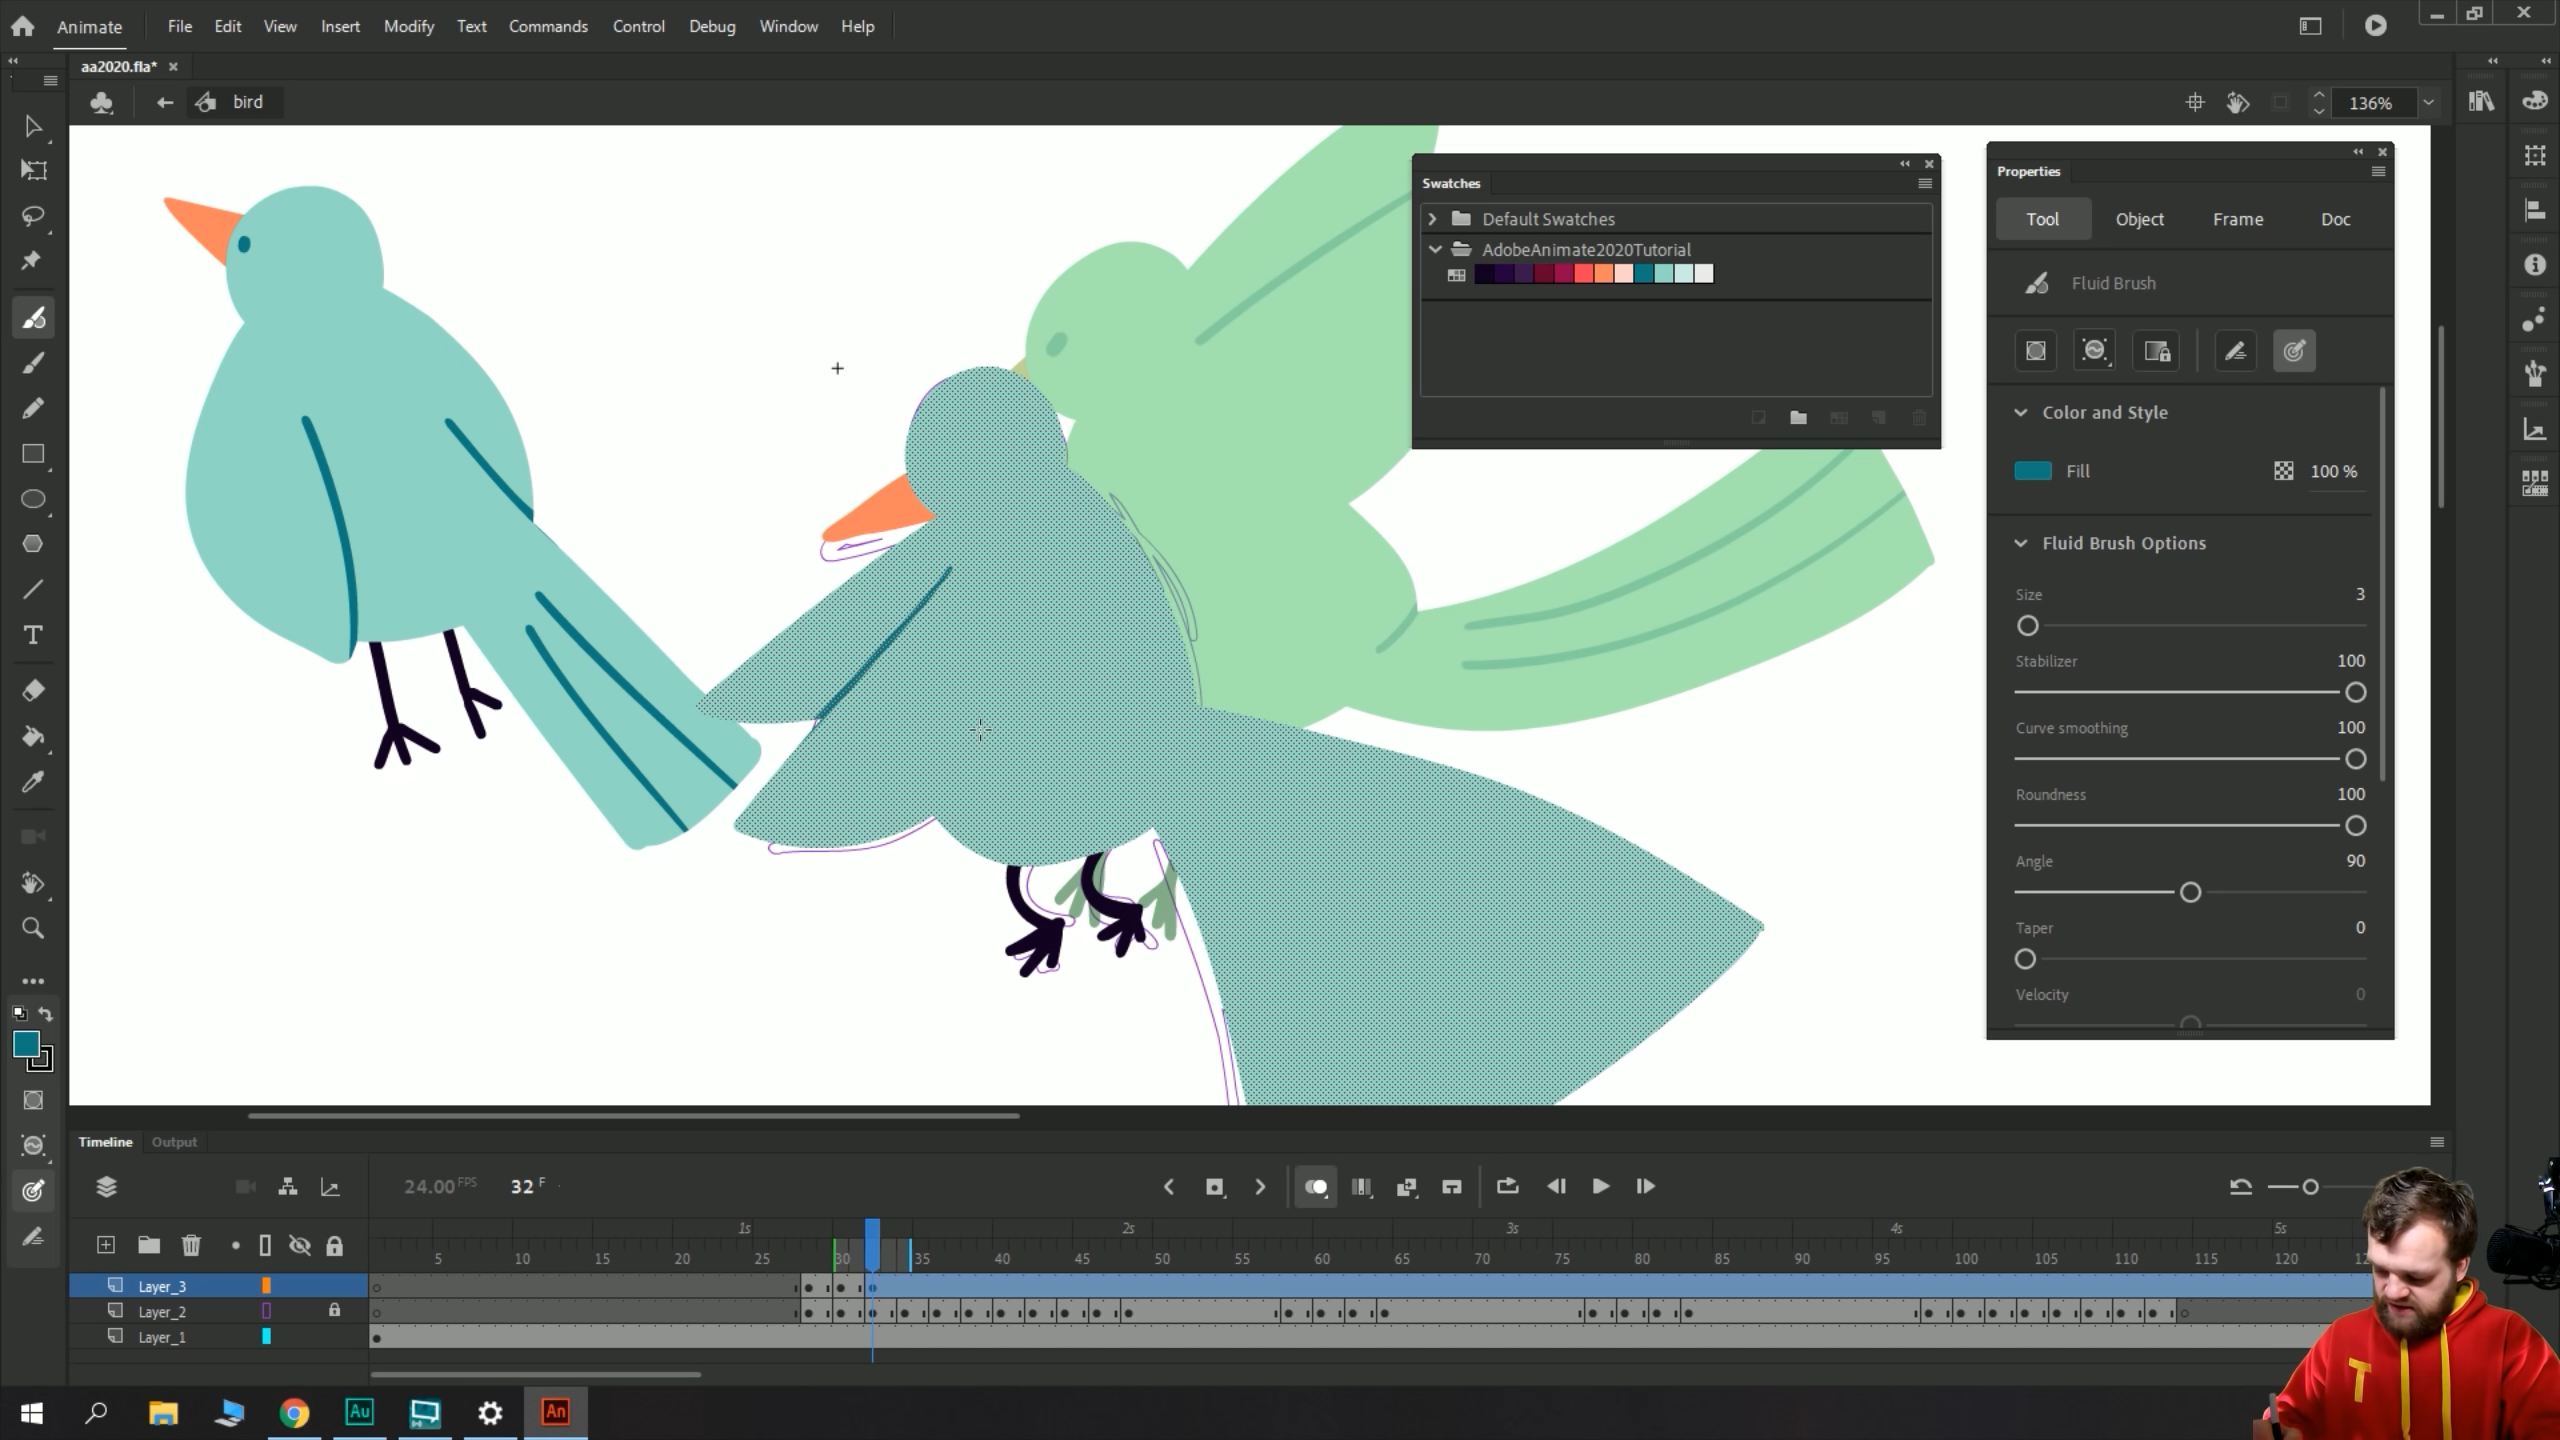 Animate File Edit View Insert Modify Text Commands Control Debug Window Help
aa2020.fla*
bird 136%
Swatches
Default Swatches
AdobeAnimate2020Tutorial
Properties
Tool Object Frame Doc
Fluid Brush
Color and Style
Fill 100 %
Fluid Brush Options
Size 3
Stabilizer 100
Curve smoothing 100
Roundness 100
Angle 90
Taper 0
Velocity 0
T
Timeline Output
24.00 FPS 32 F
1s 2s 3s 4s 5s
5 10 15 20 25 30 35 40 45 50 55 60 65 70 75 80 85 90 95 100 105 110 115 120
Layer_3
Layer_2
Layer_1
Au An
T